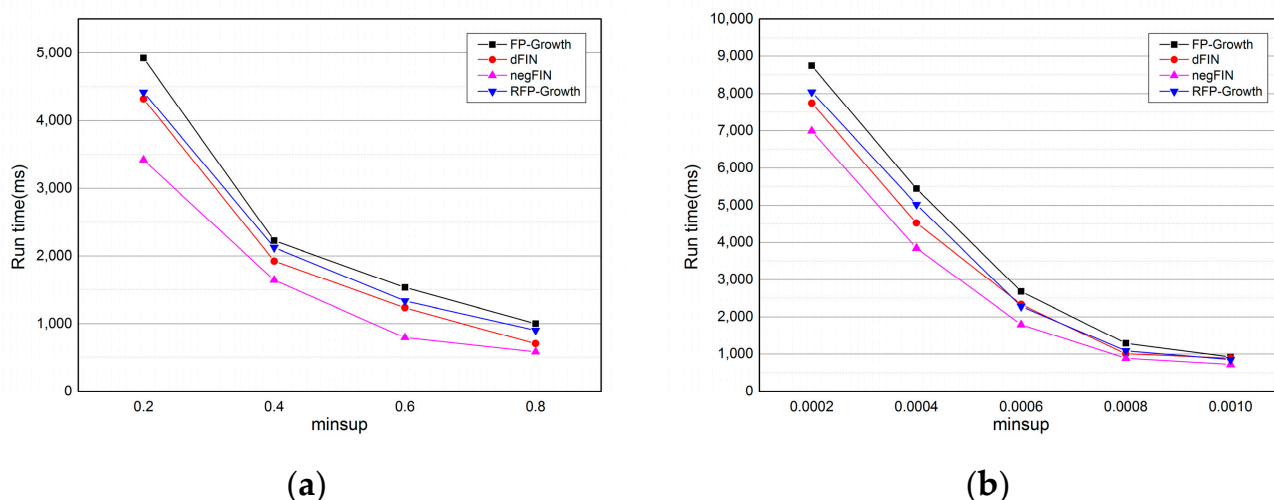 5,000
4,000
3,000
2,000
1,000
0
Run time(ms)
FP-Growth
dFIN
negFIN
RFP-Growth
0.2 0.4 0.6 0.8
minsup
(a)
10,000
9,000
8,000
7,000
6,000
5,000
4,000
3,000
2,000
1,000
0
Run time(ms)
FP-Growth
dFIN
negFIN
RFP-Growth
0.0002 0.0004 0.0006 0.0008 0.0010
minsup
(b)